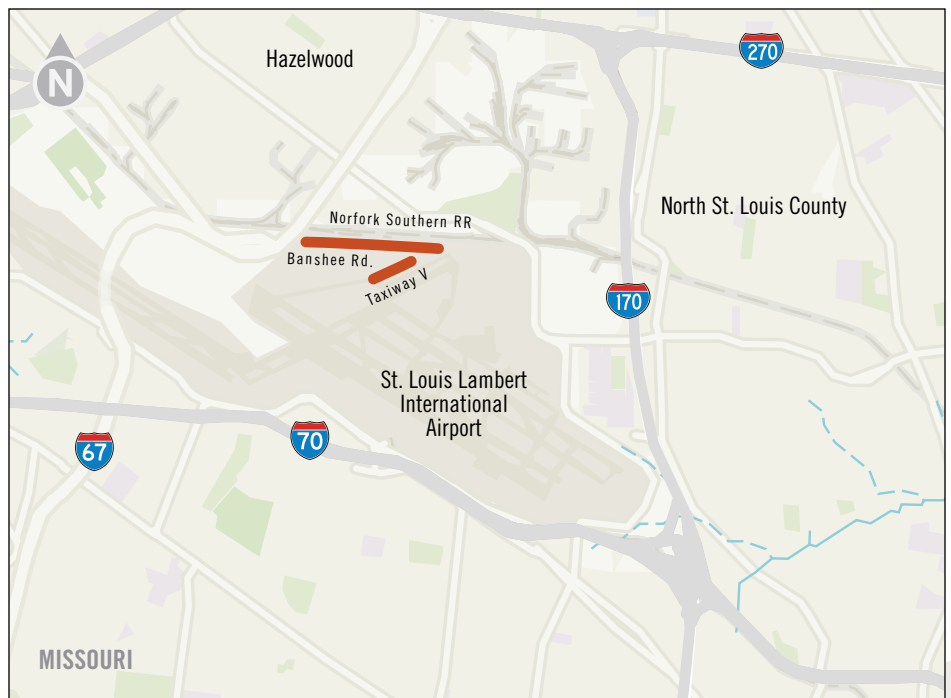 Hazelwood
270
N
North St. Louis County
Norfork Southern RR
Banshee Rd.
Taxiway V
170
St. Louis Lambert
International
Airport
67
70
MISSOURI